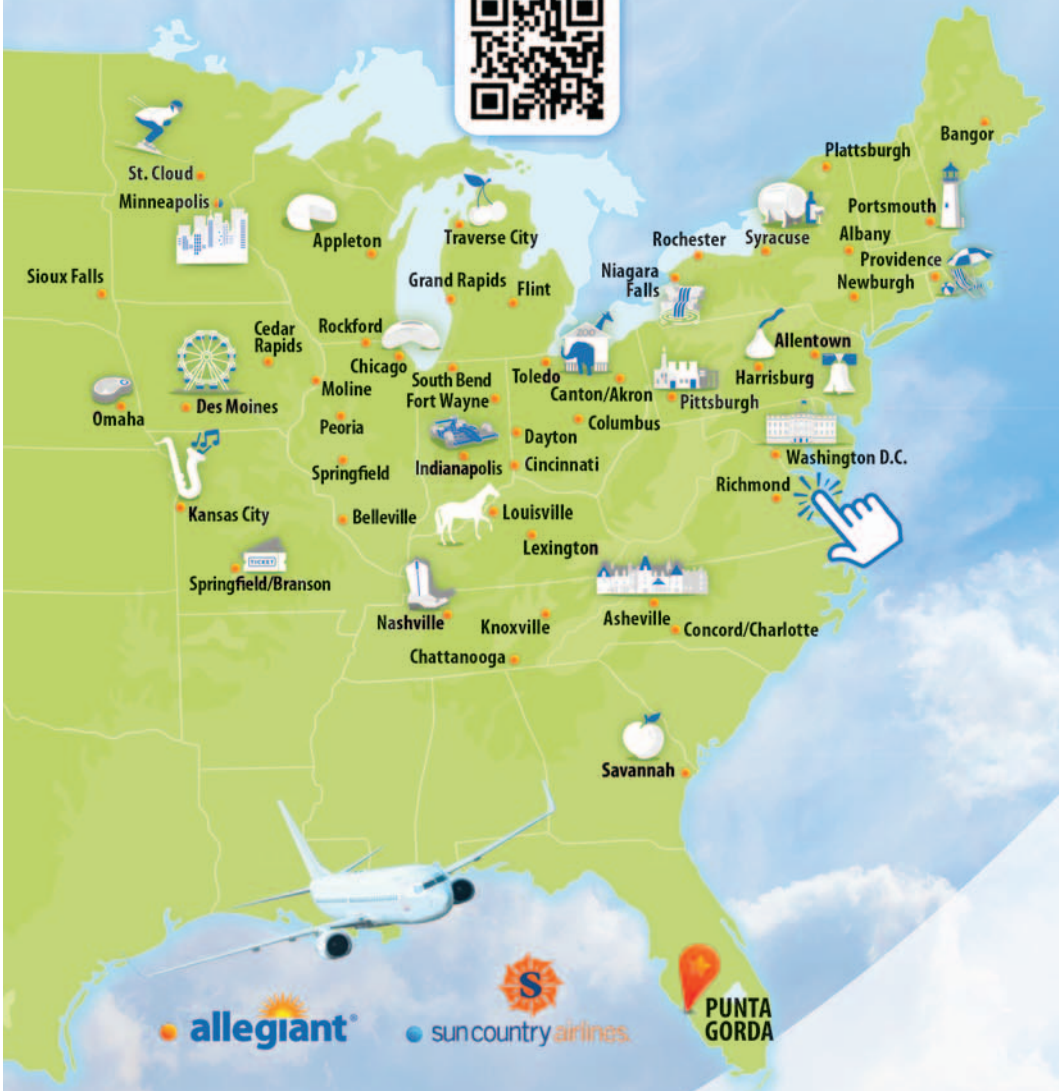 Bangor
Plattsburgh
St. Cloud
Minneapolis
Portsmouth
Appleton
Traverse City
Rochester
Syracuse
Albany
Providence
Niagara
Falls
Newburgh
Sioux Falls
Grand Rapids
Flint
Cedar
Rapids
Rockford
ZOO
Allentown
Chicago
South Bend
Toledo
Harrisburg
Moline
Fort Wayne
Canton/Akron
Pittsburgh
Omaha
Des Moines
Peoria
Columbus
Dayton
Washington D.C.
Springfield
Indianapolis
Cincinnati
Richmond
Kansas City
Belleville
Louisville
Lexington
TICKET
Springfield/Branson
Nashville
Knoxville
Asheville
Concord/Charlotte
Chattanooga
Savannah
S
PUNTA
GORDA
allegiant®
sun country airlines.